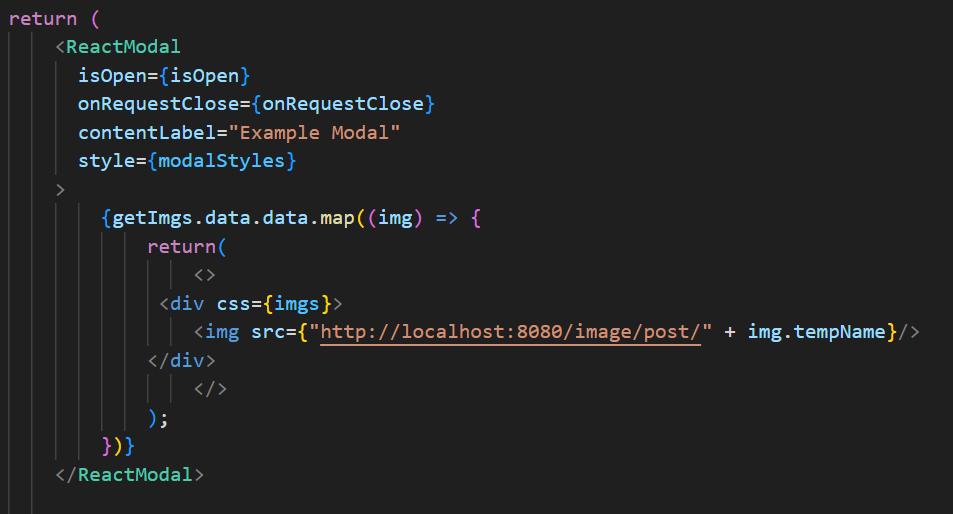 return (
<ReactModal
isOpen={isOpen}
onRequestClose={onRequestClose}
contentLabel="Example Modal"
style={modalStyles}
>
{getImgs.data.data.map((img) => {
return(
<>
<div css={imgs}>
<img src={"http://localhost:8080/image/post/" + img.tempName}/>
</div>
</>
);
})}
</ReactModal>